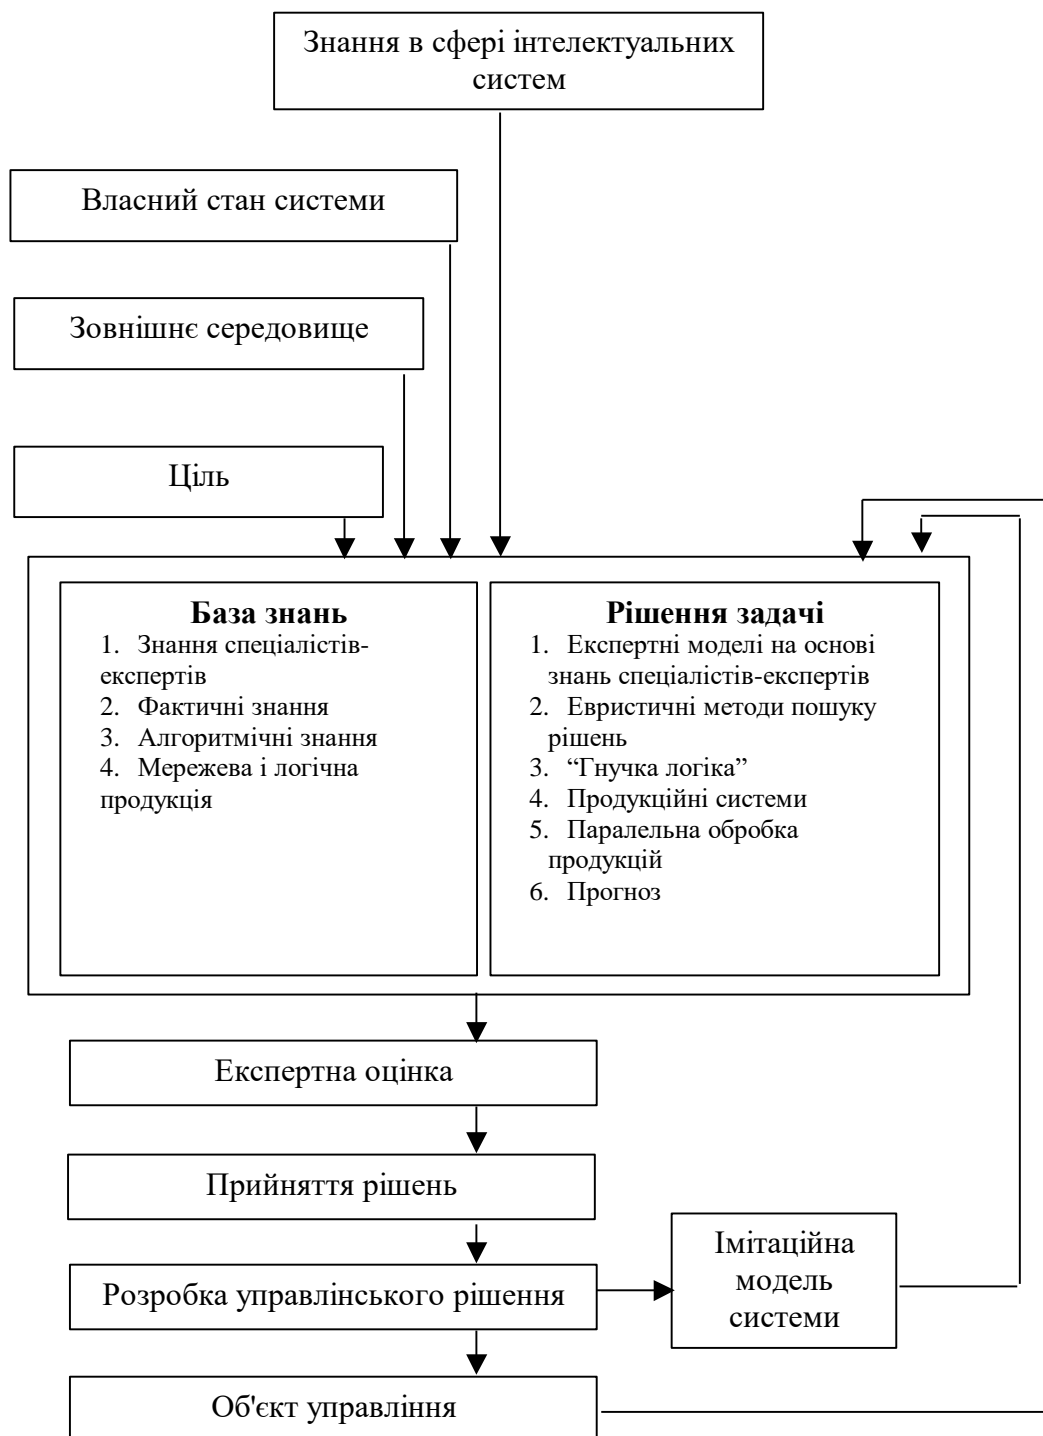 Знання в сфері інтелектуальних
систем
Власний стан системи
Зовнішнє середовище
Ціль
База знань
1. Знання спеціалістів-
експертів
2. Фактичні знання
3. Алгоритмічні знання
4. Мережева і логічна
продукція
Рішення задачі
1. Експертні моделі на основі
знань спеціалістів-експертів
2. Евристичні методи пошуку
рішень
3. “Гнучка логіка”
4. Продукційні системи
5. Паралельна обробка
продукцій
6. Прогноз
Експертна оцінка
Прийняття рішень
Розробка управлінського рішення
Імітаційна
модель
системи
Об'єкт управління